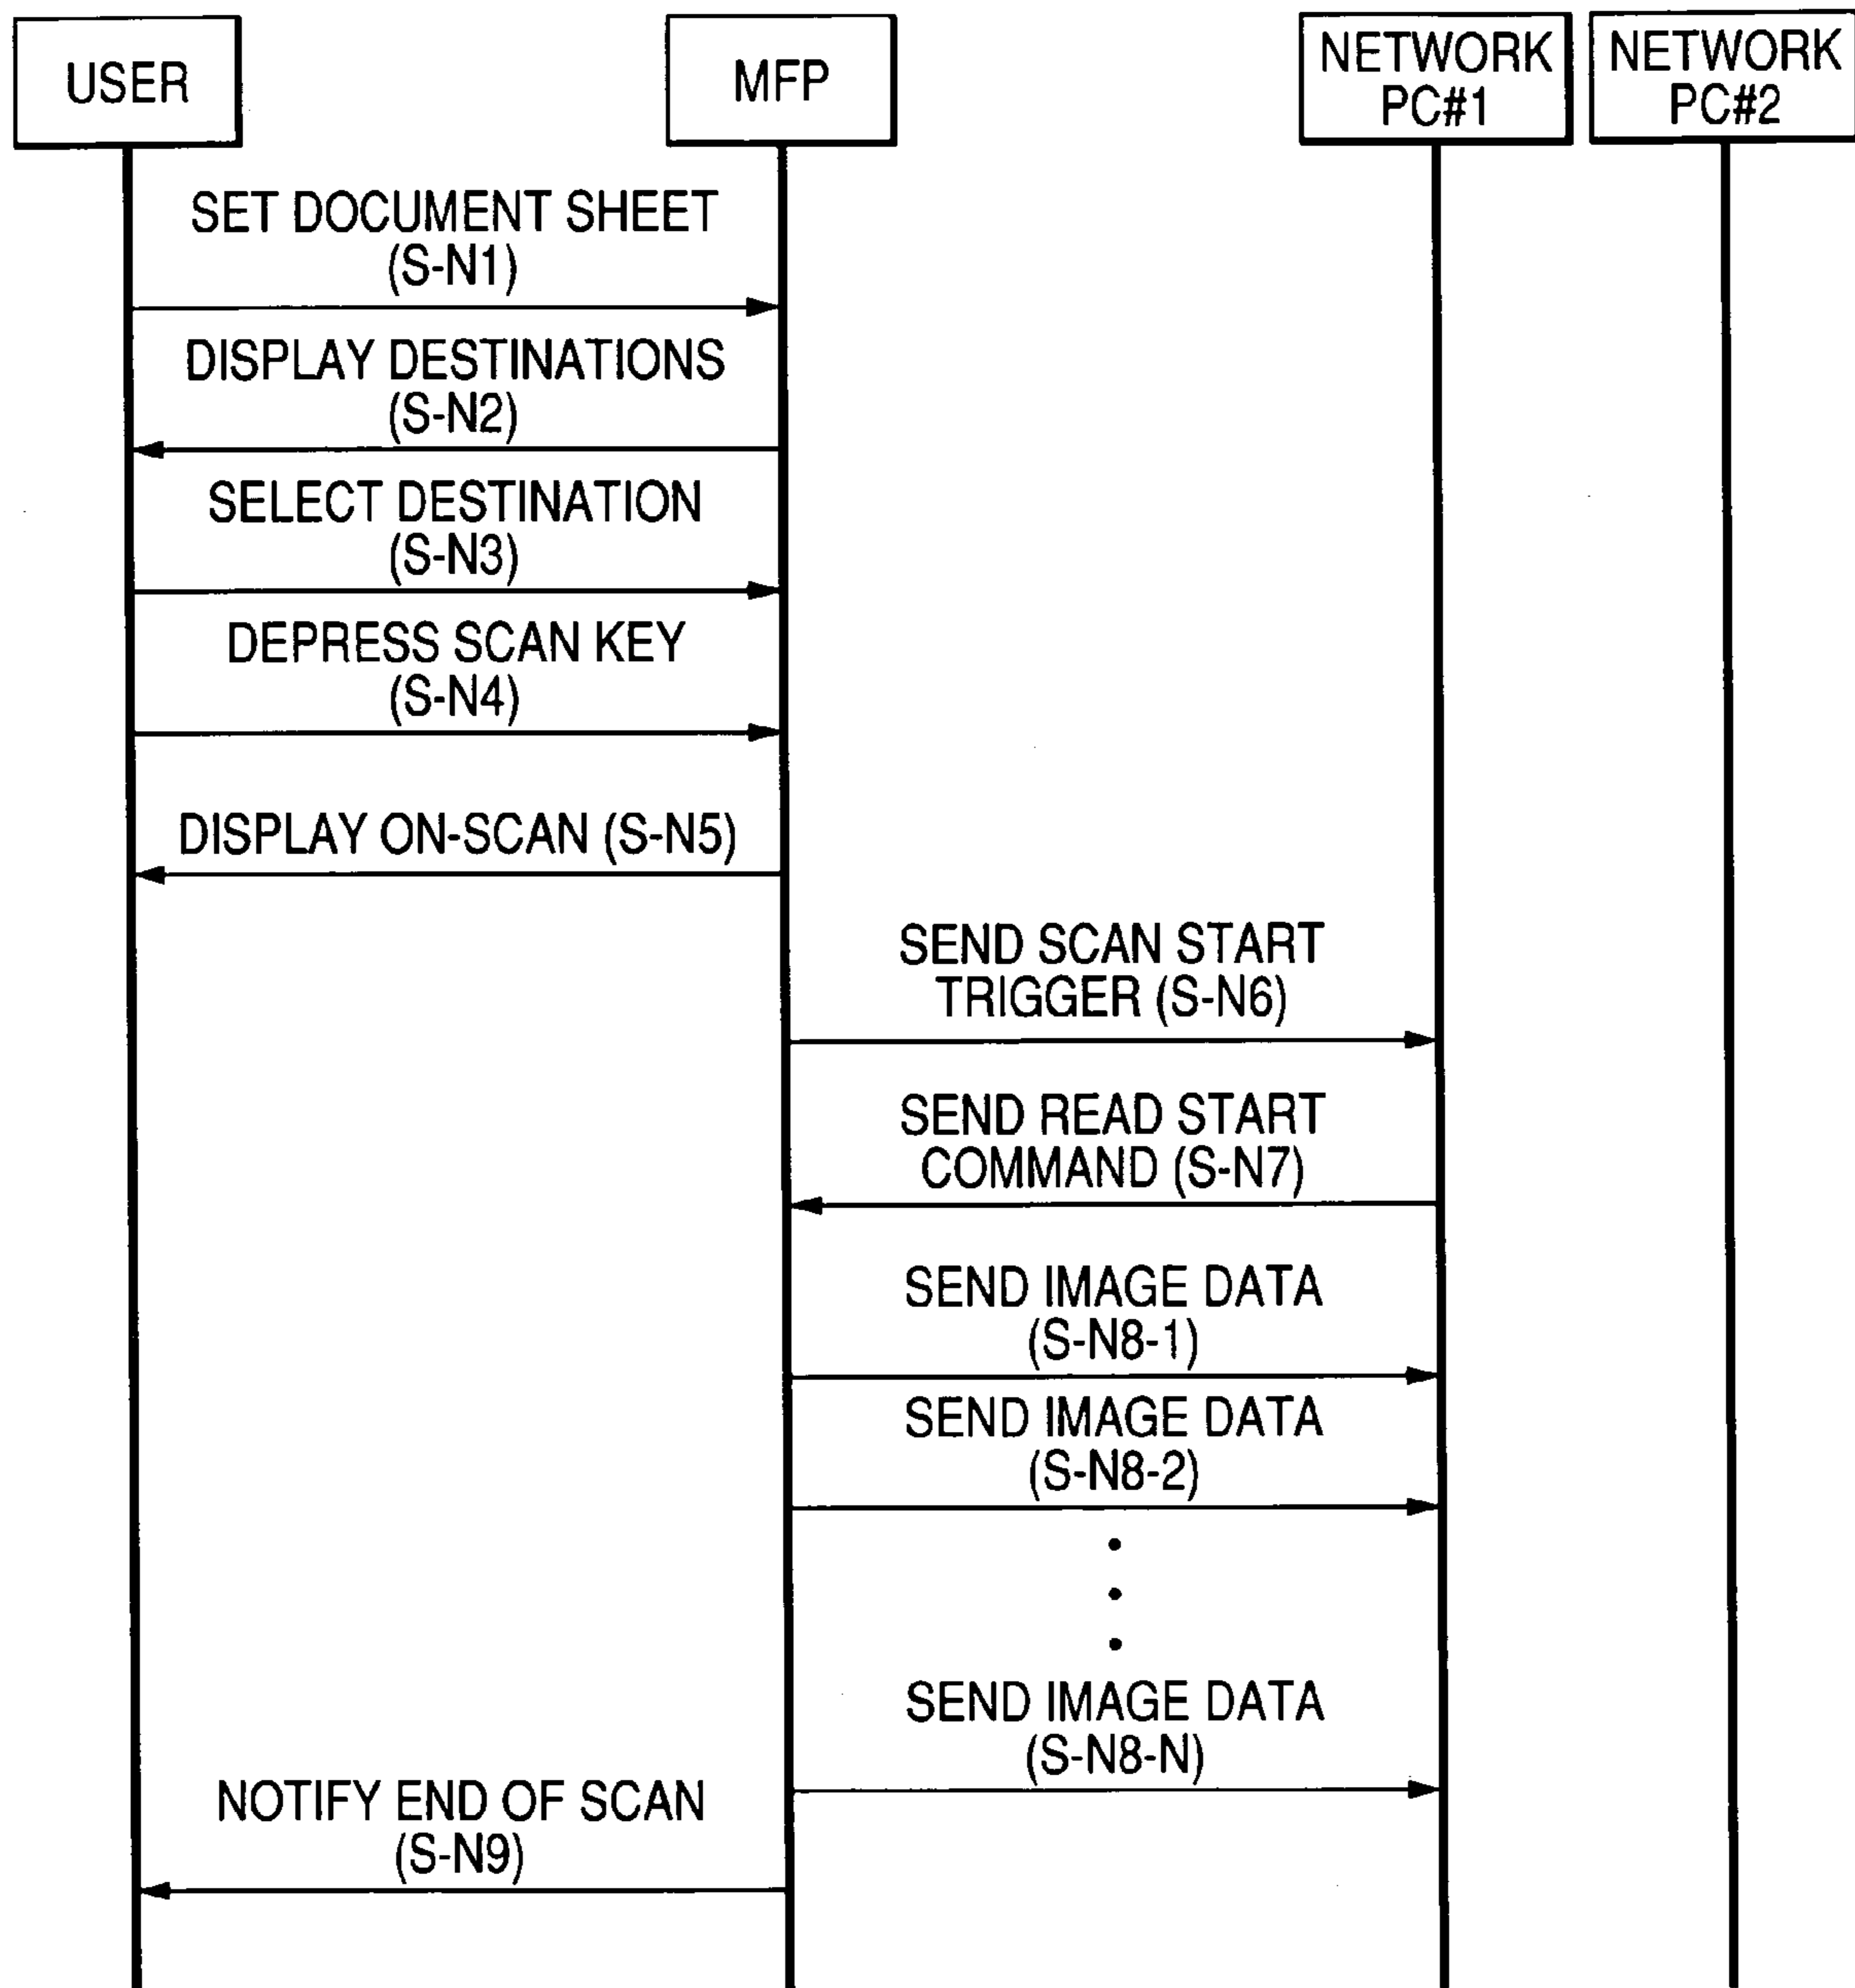 USER
MFP
NETWORK
PC#1
NETWORK
PC#2
SET DOCUMENT SHEET
(S-N1)
DISPLAY DESTINATIONS
(S-N2)
SELECT DESTINATION
(S-N3)
DEPRESS SCAN KEY
(S-N4)
DISPLAY ON-SCAN (S-N5)
SEND SCAN START
TRIGGER (S-N6)
SEND READ START
COMMAND (S-N7)
SEND IMAGE DATA
(S-N8-1)
SEND IMAGE DATA
(S-N8-2)
SEND IMAGE DATA
(S-N8-N)
NOTIFY END OF SCAN
(S-N9)